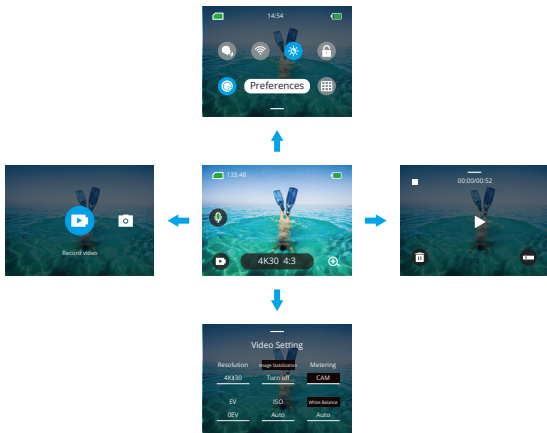 14:54
Preferences
Record video
133:48
4K30 4:3
00:00/00:52
Video Setting
Resolution Image Stabilization Metering
4K30 Turn off CAM
EV ISO White Balance
0EV Auto Auto